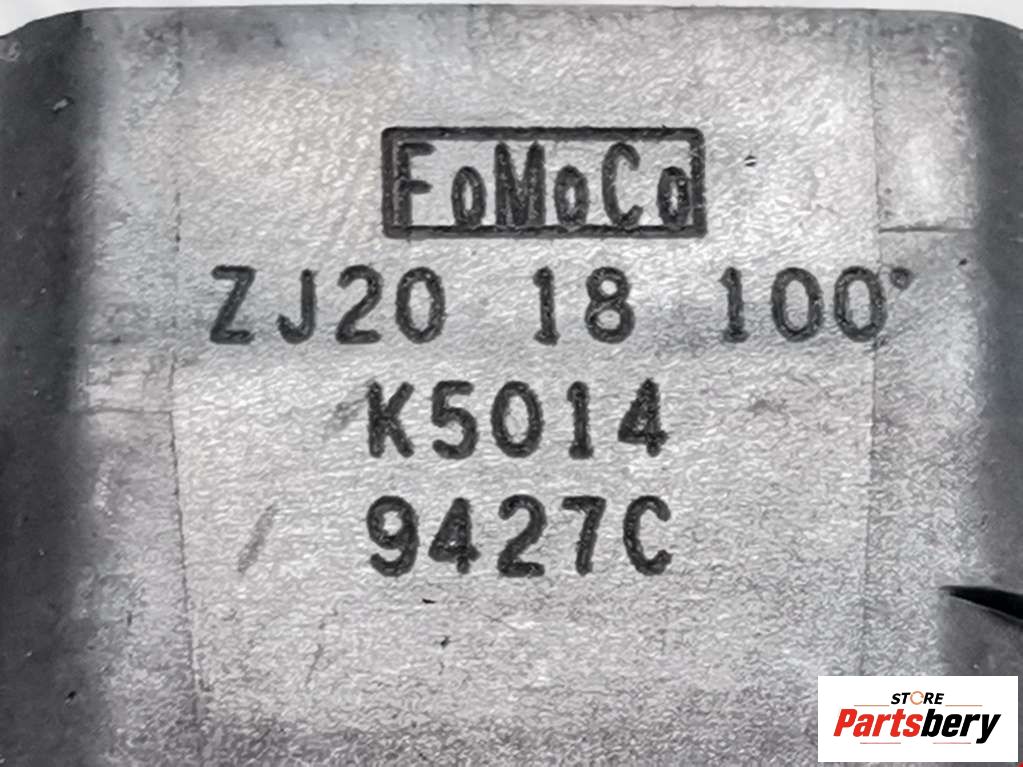 FoMoCo
ZJ20 18 100°
K5014
9427C
STORE
Partsbery